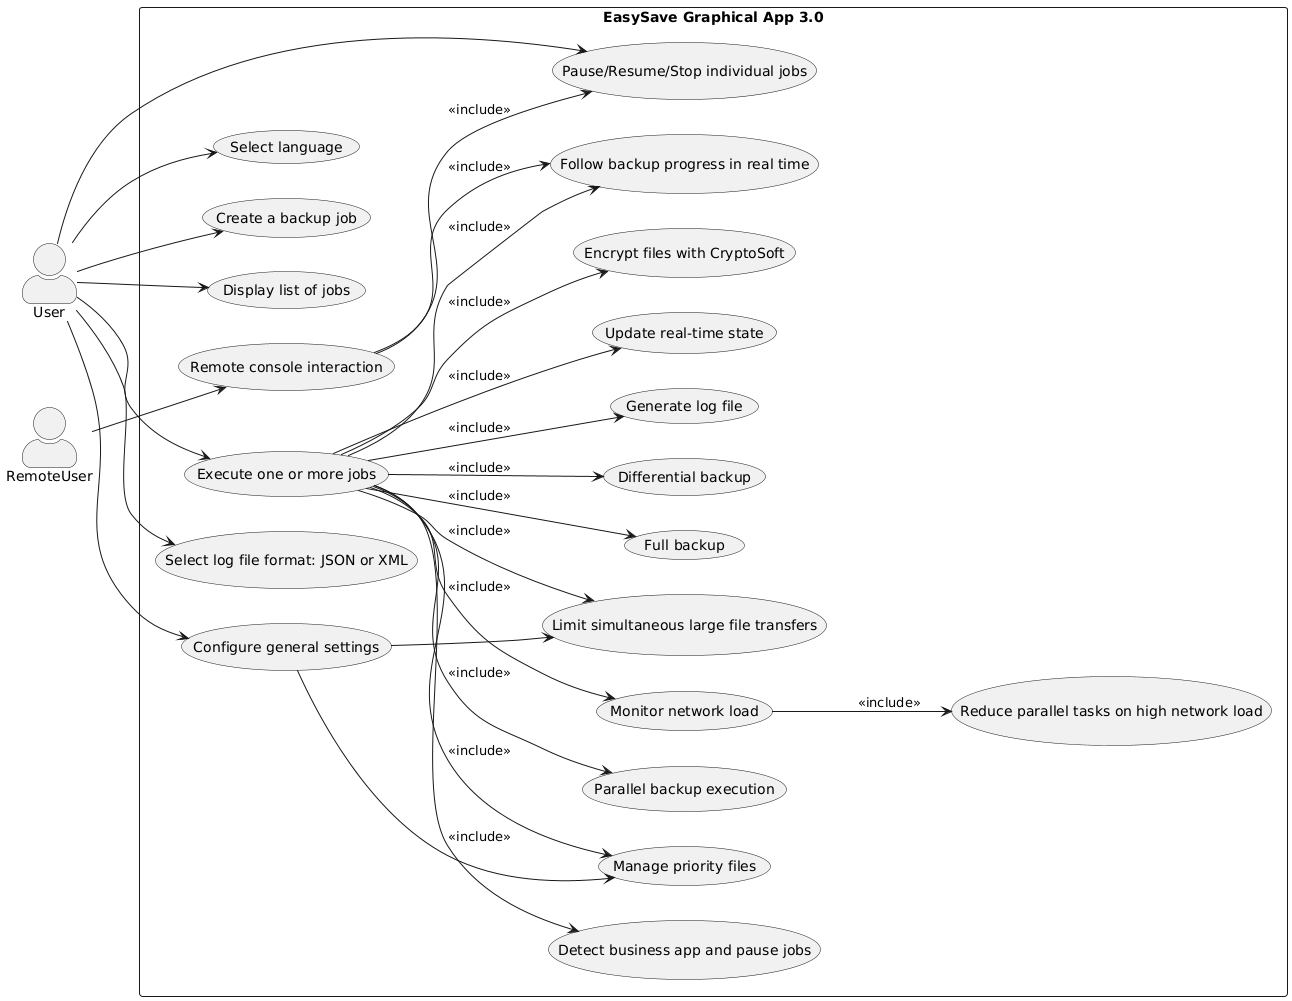 EasySave Graphical App 3.0
Pause/Resume/Stop individual jobs
«include»
Select language
Follow backup progress in real time
«include»
Create a backup job
«include»
Encrypt files with CryptoSoft
Display list of jobs
«include»
User
Update real-time state
Remote console interaction
«include»
Generate log file
«include»
RemoteUser
Execute one or more jobs
«include»
Differential backup
«include»
«include»
Full backup
Select log file format: JSON or XML
«include»
Limit simultaneous large file transfers
Configure general settings
«include»
«include»
Monitor network load
Reduce parallel tasks on high network load
«include»
Parallel backup execution
«include»
Manage priority files
Detect business app and pause jobs